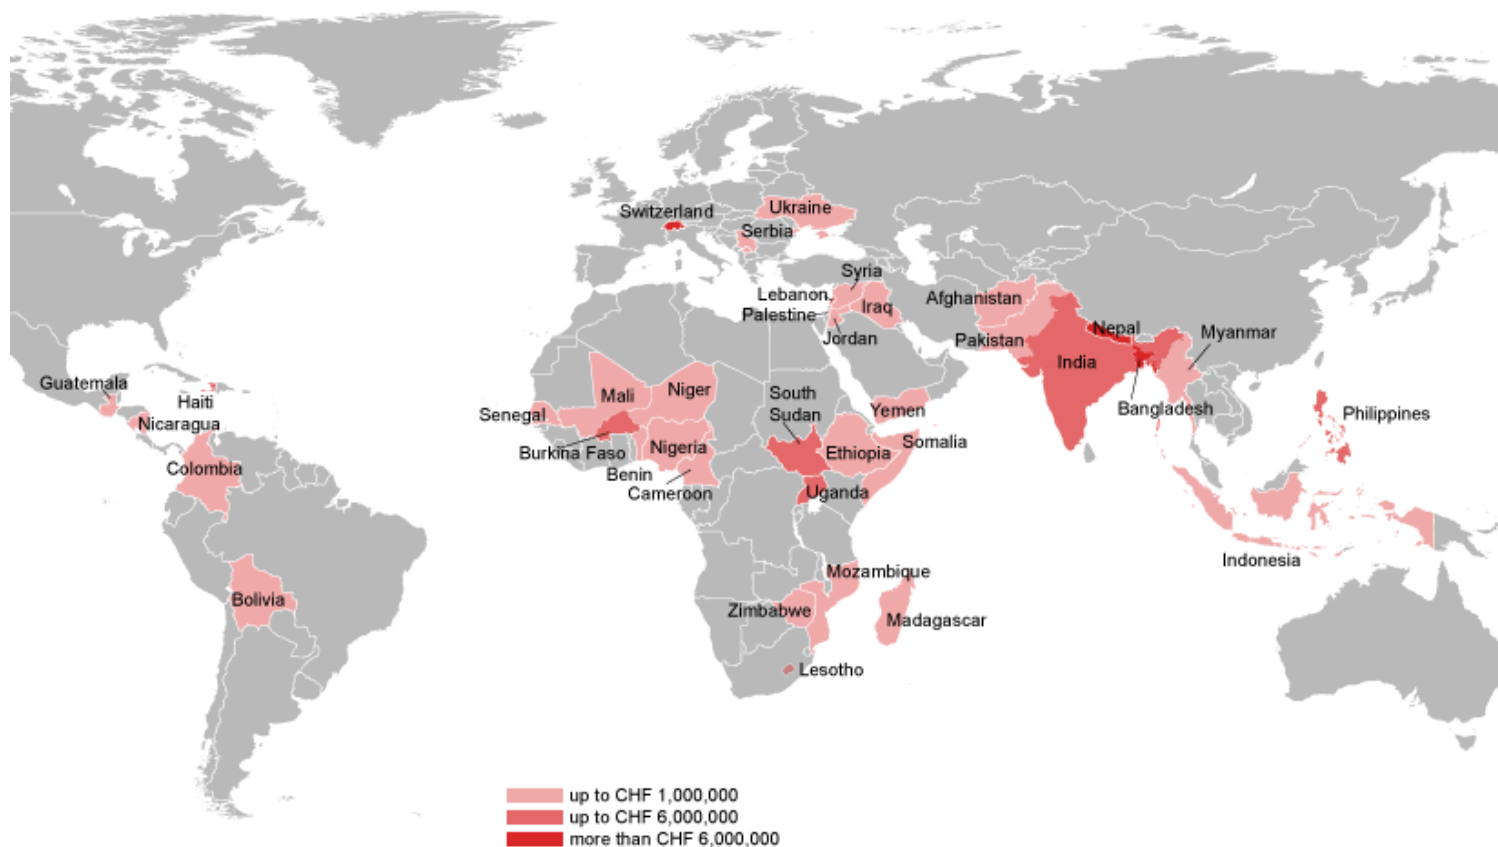 Switzerland
Ukraine
Serbia
Syria
Lebanon
Palestine
Iraq
Jordan
Afghanistan
Pakistan
Nepal
India
Myanmar
Bangladesh
Philippines
Guatemala
Haiti
Nicaragua
Colombia
Bolivia
Senegal
Mali
Niger
Burkina Faso
Benin
Nigeria
Cameroon
South
Sudan
Yemen
Ethiopia
Somalia
Uganda
Indonesia
Mozambique
Zimbabwe
Madagascar
Lesotho
up to CHF 1,000,000
up to CHF 6,000,000
more than CHF 6,000,000